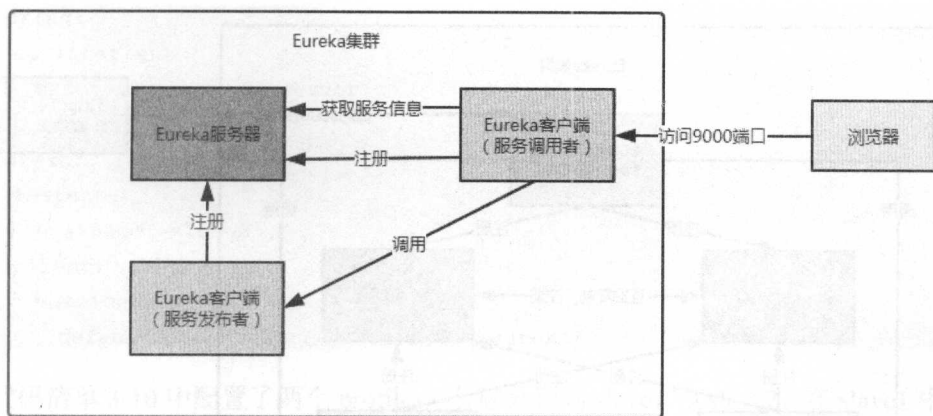 Eureka集群
获取服务信息
Eureka服务器
Eureka客户端
（服务调用者）
访问9000端口
浏览器
注册
注册
调用
Eureka客户端
（服务发布者）